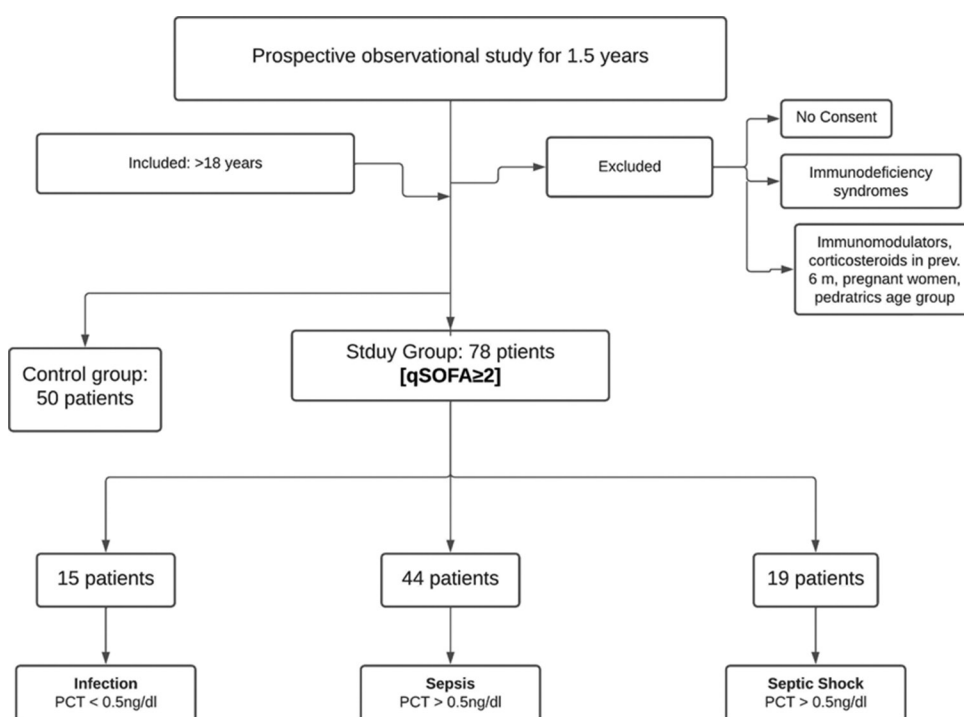 Prospective observational study for 1.5 years
No Consent
Included: >18 years
Excluded
Immunodeficiency
syndromes
Immunomodulators,
corticosteroids in prev.
6 m, pregnant women,
pedratrics age group
Control group:
50 patients
Stduy Group: 78 ptients
[qSOFA≥2]
15 patients
44 patients
19 patients
Infection
PCT < 0.5ng/dl
Sepsis
PCT > 0.5ng/dl
Septic Shock
PCT > 0.5ng/dl